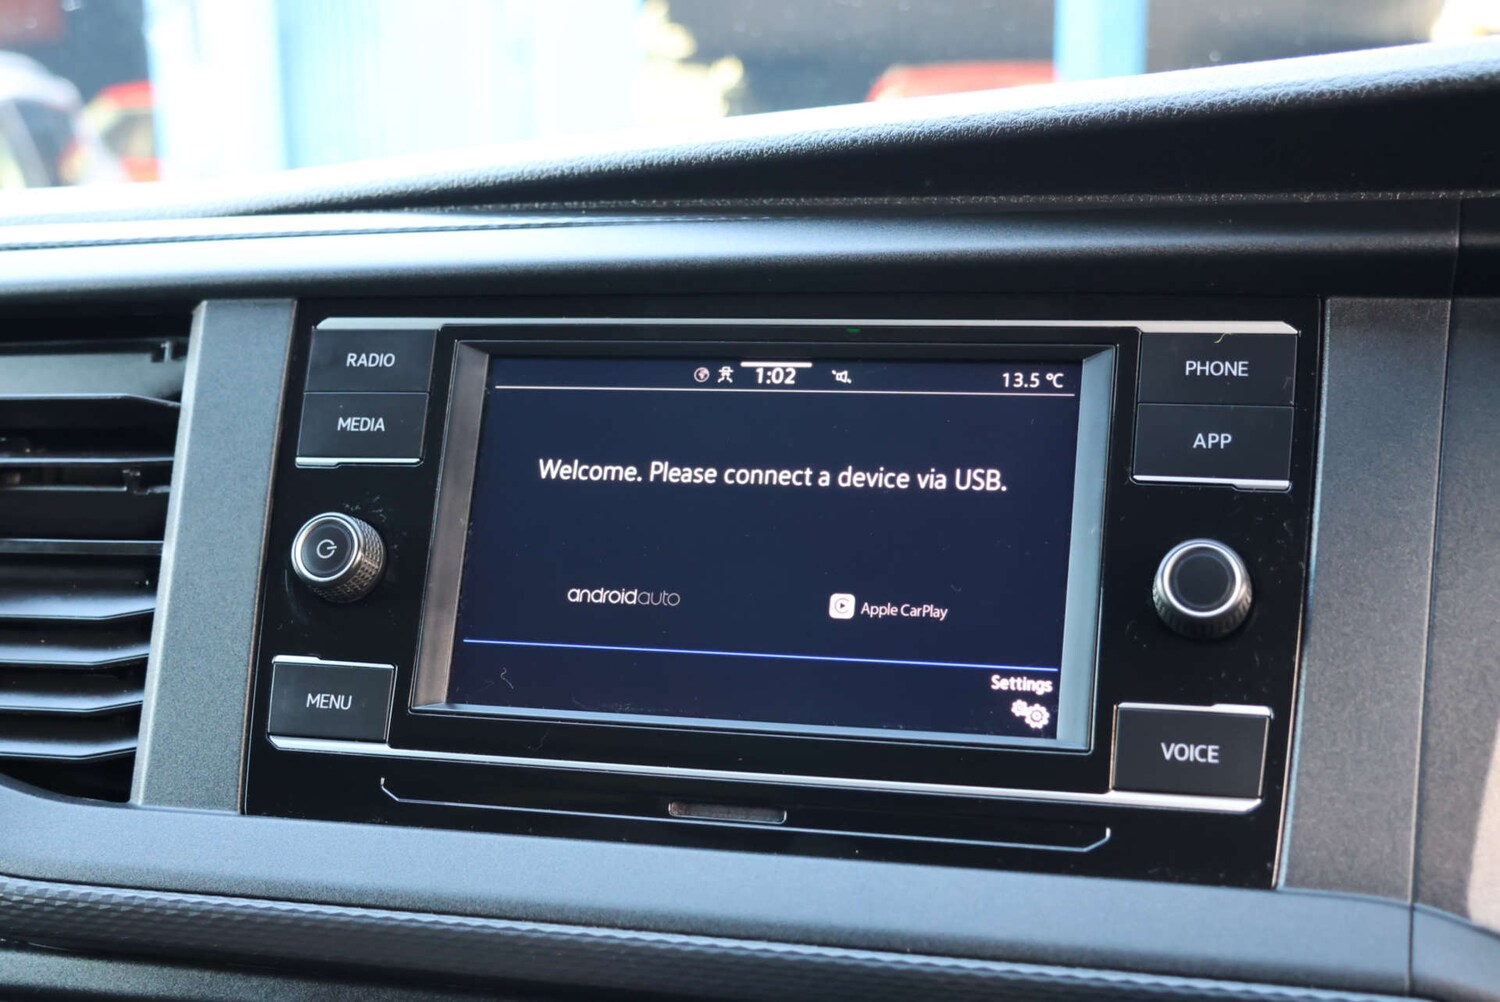 RADIO
MEDIA
MENU
1:02
13.5 °C
Welcome. Please connect a device via USB.
androidauto
Apple CarPlay
Settings
PHONE
APP
VOICE